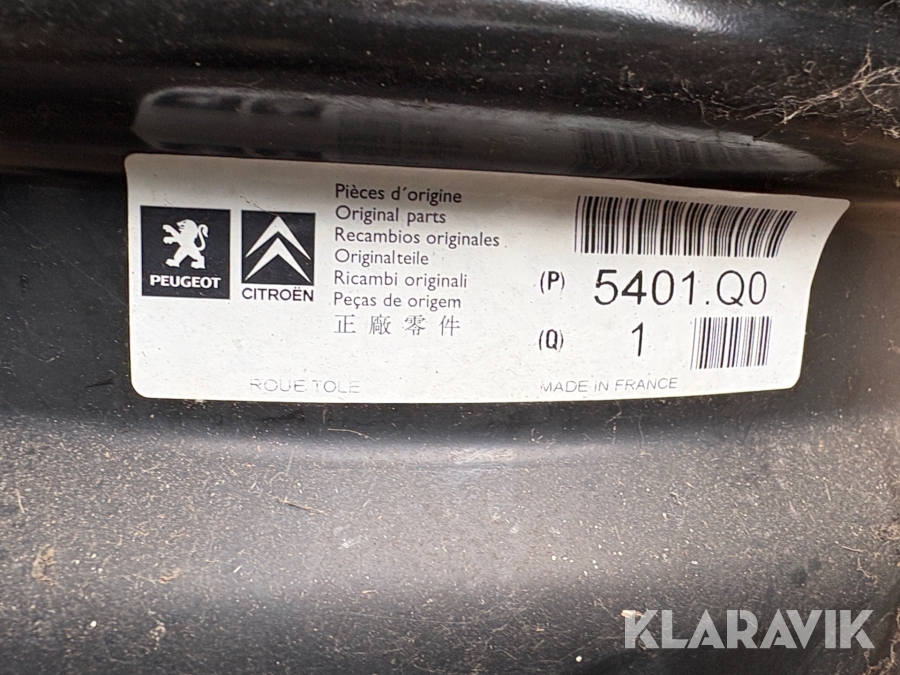 PEUGEOT
CITROËN
Pièces d'origine
Original parts
Recambios originales
Originalteile
Ricambi originali
Peças de origem
正廠零件
(P) 5401.Q0
(Q) 1
ROUE TOLE
MADE IN FRANCE
KLARAVIK